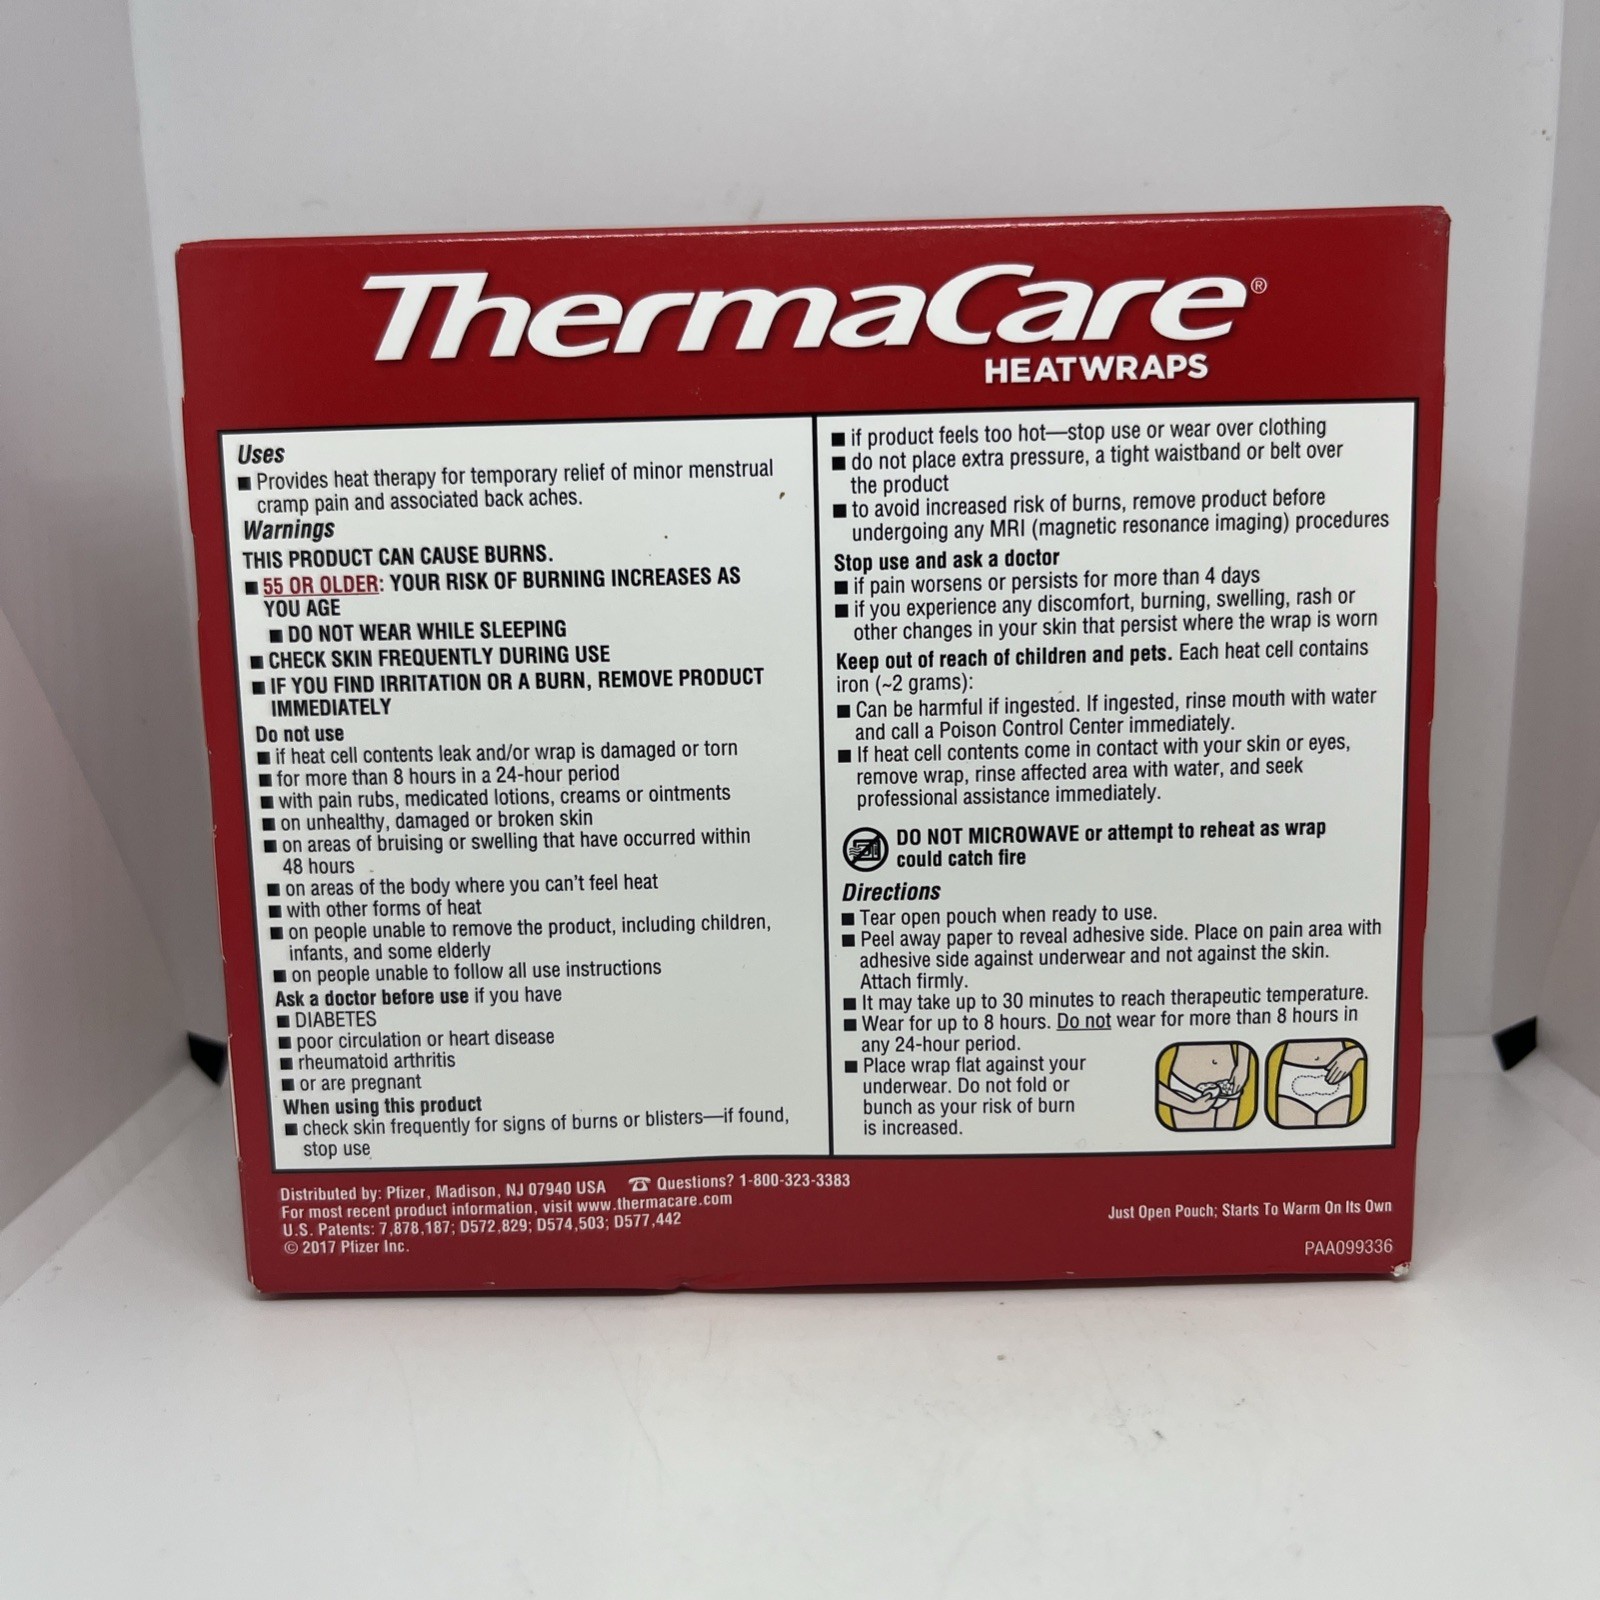 ThermaCare®
HEATWRAPS
Uses
■ Provides heat therapy for temporary relief of minor menstrual
cramp pain and associated back aches.
Warnings
THIS PRODUCT CAN CAUSE BURNS.
■ 55 OR OLDER: YOUR RISK OF BURNING INCREASES AS
YOU AGE
■ DO NOT WEAR WHILE SLEEPING
■ CHECK SKIN FREQUENTLY DURING USE
■ IF YOU FIND IRRITATION OR A BURN, REMOVE PRODUCT
IMMEDIATELY
Do not use
■ if heat cell contents leak and/or wrap is damaged or torn
■ for more than 8 hours in a 24-hour period
■ with pain rubs, medicated lotions, creams or ointments
■ on unhealthy, damaged or broken skin
■ on areas of bruising or swelling that have occurred within
48 hours
■ on areas of the body where you can't feel heat
■ with other forms of heat
■ on people unable to remove the product, including children,
infants, and some elderly
■ on people unable to follow all use instructions
Ask a doctor before use if you have
■ DIABETES
■ poor circulation or heart disease
■ rheumatoid arthritis
■ or are pregnant
When using this product
■ check skin frequently for signs of burns or blisters—if found,
stop use
■ if product feels too hot—stop use or wear over clothing
■ do not place extra pressure, a tight waistband or belt over
the product
■ to avoid increased risk of burns, remove product before
undergoing any MRI (magnetic resonance imaging) procedures
Stop use and ask a doctor
■ if pain worsens or persists for more than 4 days
■ if you experience any discomfort, burning, swelling, rash or
other changes in your skin that persist where the wrap is worn
Keep out of reach of children and pets. Each heat cell contains
iron (~2 grams):
■ Can be harmful if ingested. If ingested, rinse mouth with water
and call a Poison Control Center immediately.
■ If heat cell contents come in contact with your skin or eyes,
remove wrap, rinse affected area with water, and seek
professional assistance immediately.
DO NOT MICROWAVE or attempt to reheat as wrap
could catch fire
Directions
■ Tear open pouch when ready to use.
■ Peel away paper to reveal adhesive side. Place on pain area with
adhesive side against underwear and not against the skin.
Attach firmly.
■ It may take up to 30 minutes to reach therapeutic temperature.
■ Wear for up to 8 hours. Do not wear for more than 8 hours in
any 24-hour period.
■ Place wrap flat against your
underwear. Do not fold or
bunch as your risk of burn
is increased.
Distributed by: Pfizer, Madison, NJ 07940 USA ☎ Questions? 1-800-323-3383
For most recent product information, visit www.thermacare.com
U.S. Patents: 7,878,187; D572,829; D574,503; D577,442
© 2017 Pfizer Inc.
Just Open Pouch; Starts To Warm On Its Own
PAA099336